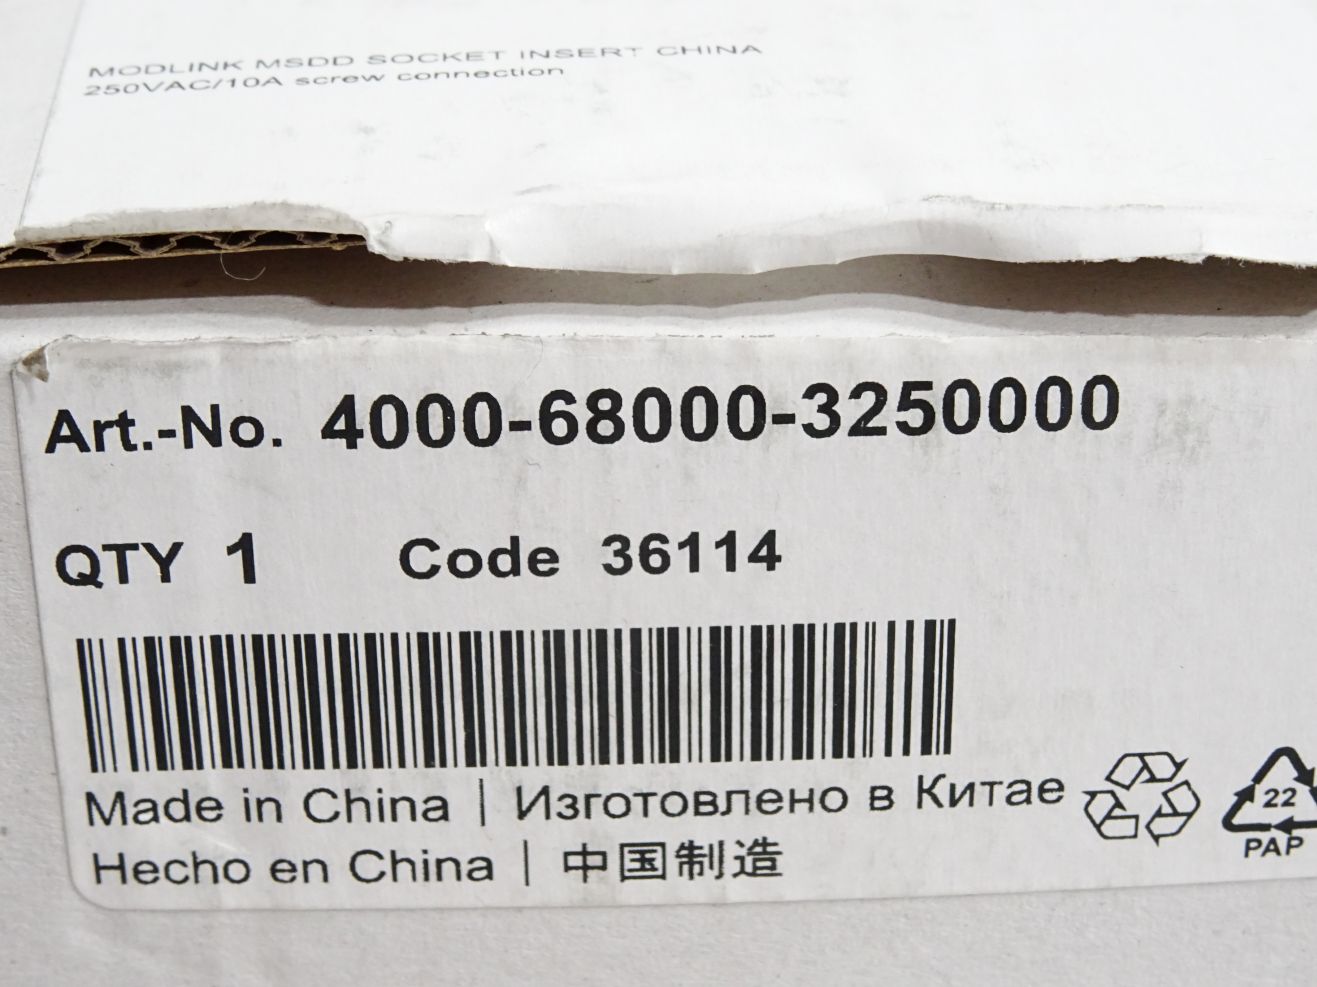 MODLINK MSDD SOCKET INSERT CHINA
250VAC/10A screw connection
Art.-No. 4000-68000-3250000
QTY 1 Code 36114
Made in China | Изготовлено в Китае
Hecho en China | 中国制造
22
PAP